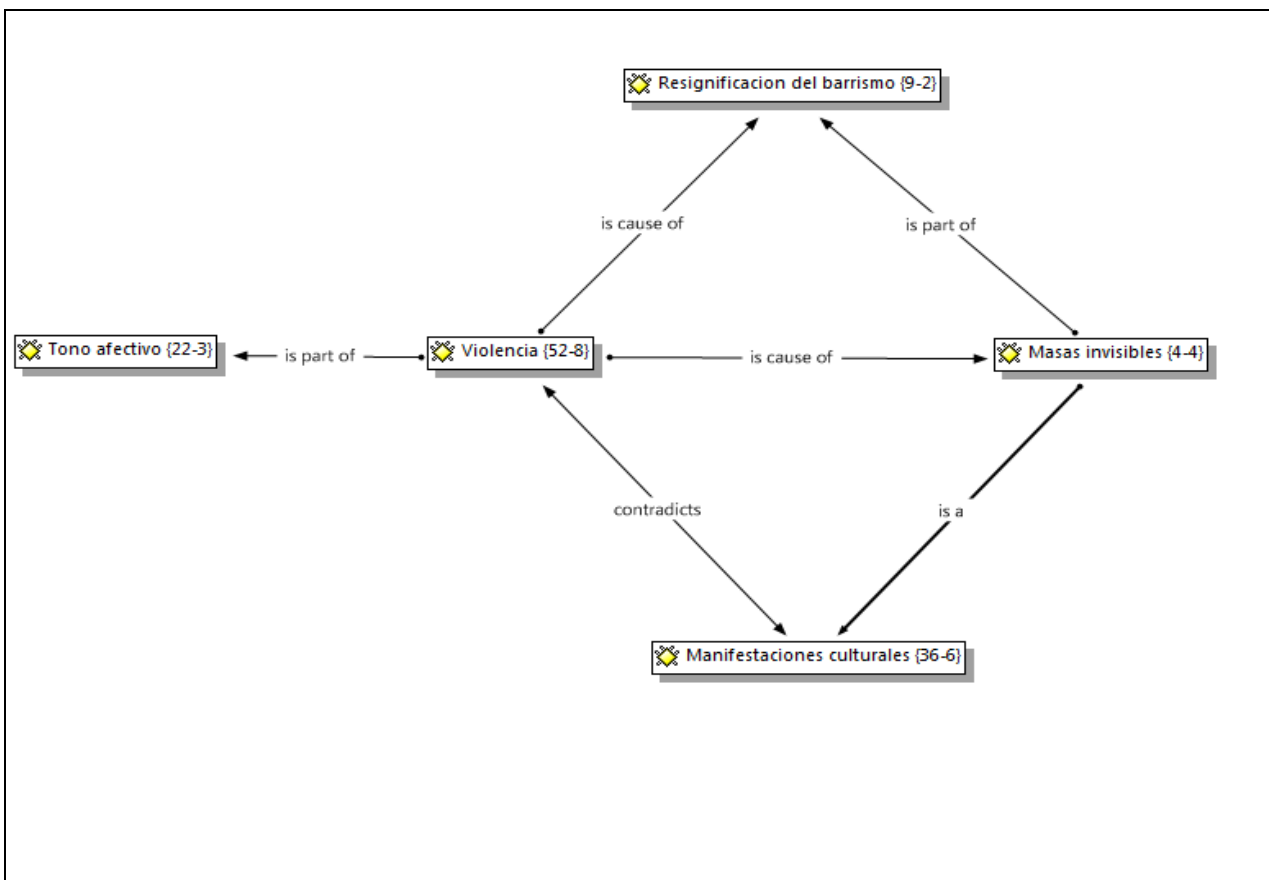 Resignificacion del barrismo {9-2}
is cause of
is part of
Tono afectivo {22-3}
is part of
Violencia {52-8}
is cause of
Masas invisibles {4-4}
contradicts
is a
Manifestaciones culturales {36-6}